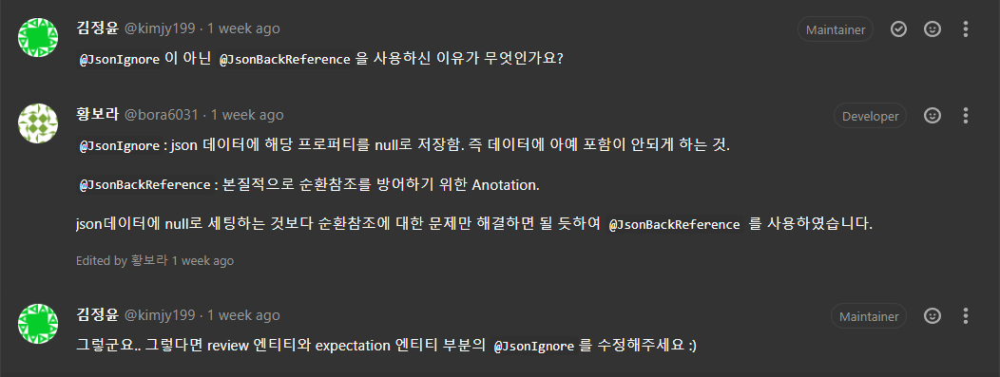 김정윤 @kimjy199 · 1 week ago Maintainer
@JsonIgnore 이 아닌 @JsonBackReference 을 사용하신 이유가 무엇인가요?
황보라 @bora6031 · 1 week ago Developer
@JsonIgnore : json 데이터에 해당 프로퍼티를 null로 저장함. 즉 데이터에 아예 포함이 안되게 하는 것.
@JsonBackReference : 본질적으로 순환참조를 방어하기 위한 Anotation.
json데이터에 null로 세팅하는 것보다 순환참조에 대한 문제만 해결하면 될 듯하여 @JsonBackReference 를 사용하였습니다.
Edited by 황보라 1 week ago
김정윤 @kimjy199 · 1 week ago Maintainer
그렇군요.. 그렇다면 review 엔티티와 expectation 엔티티 부분의 @JsonIgnore 를 수정해주세요 :)